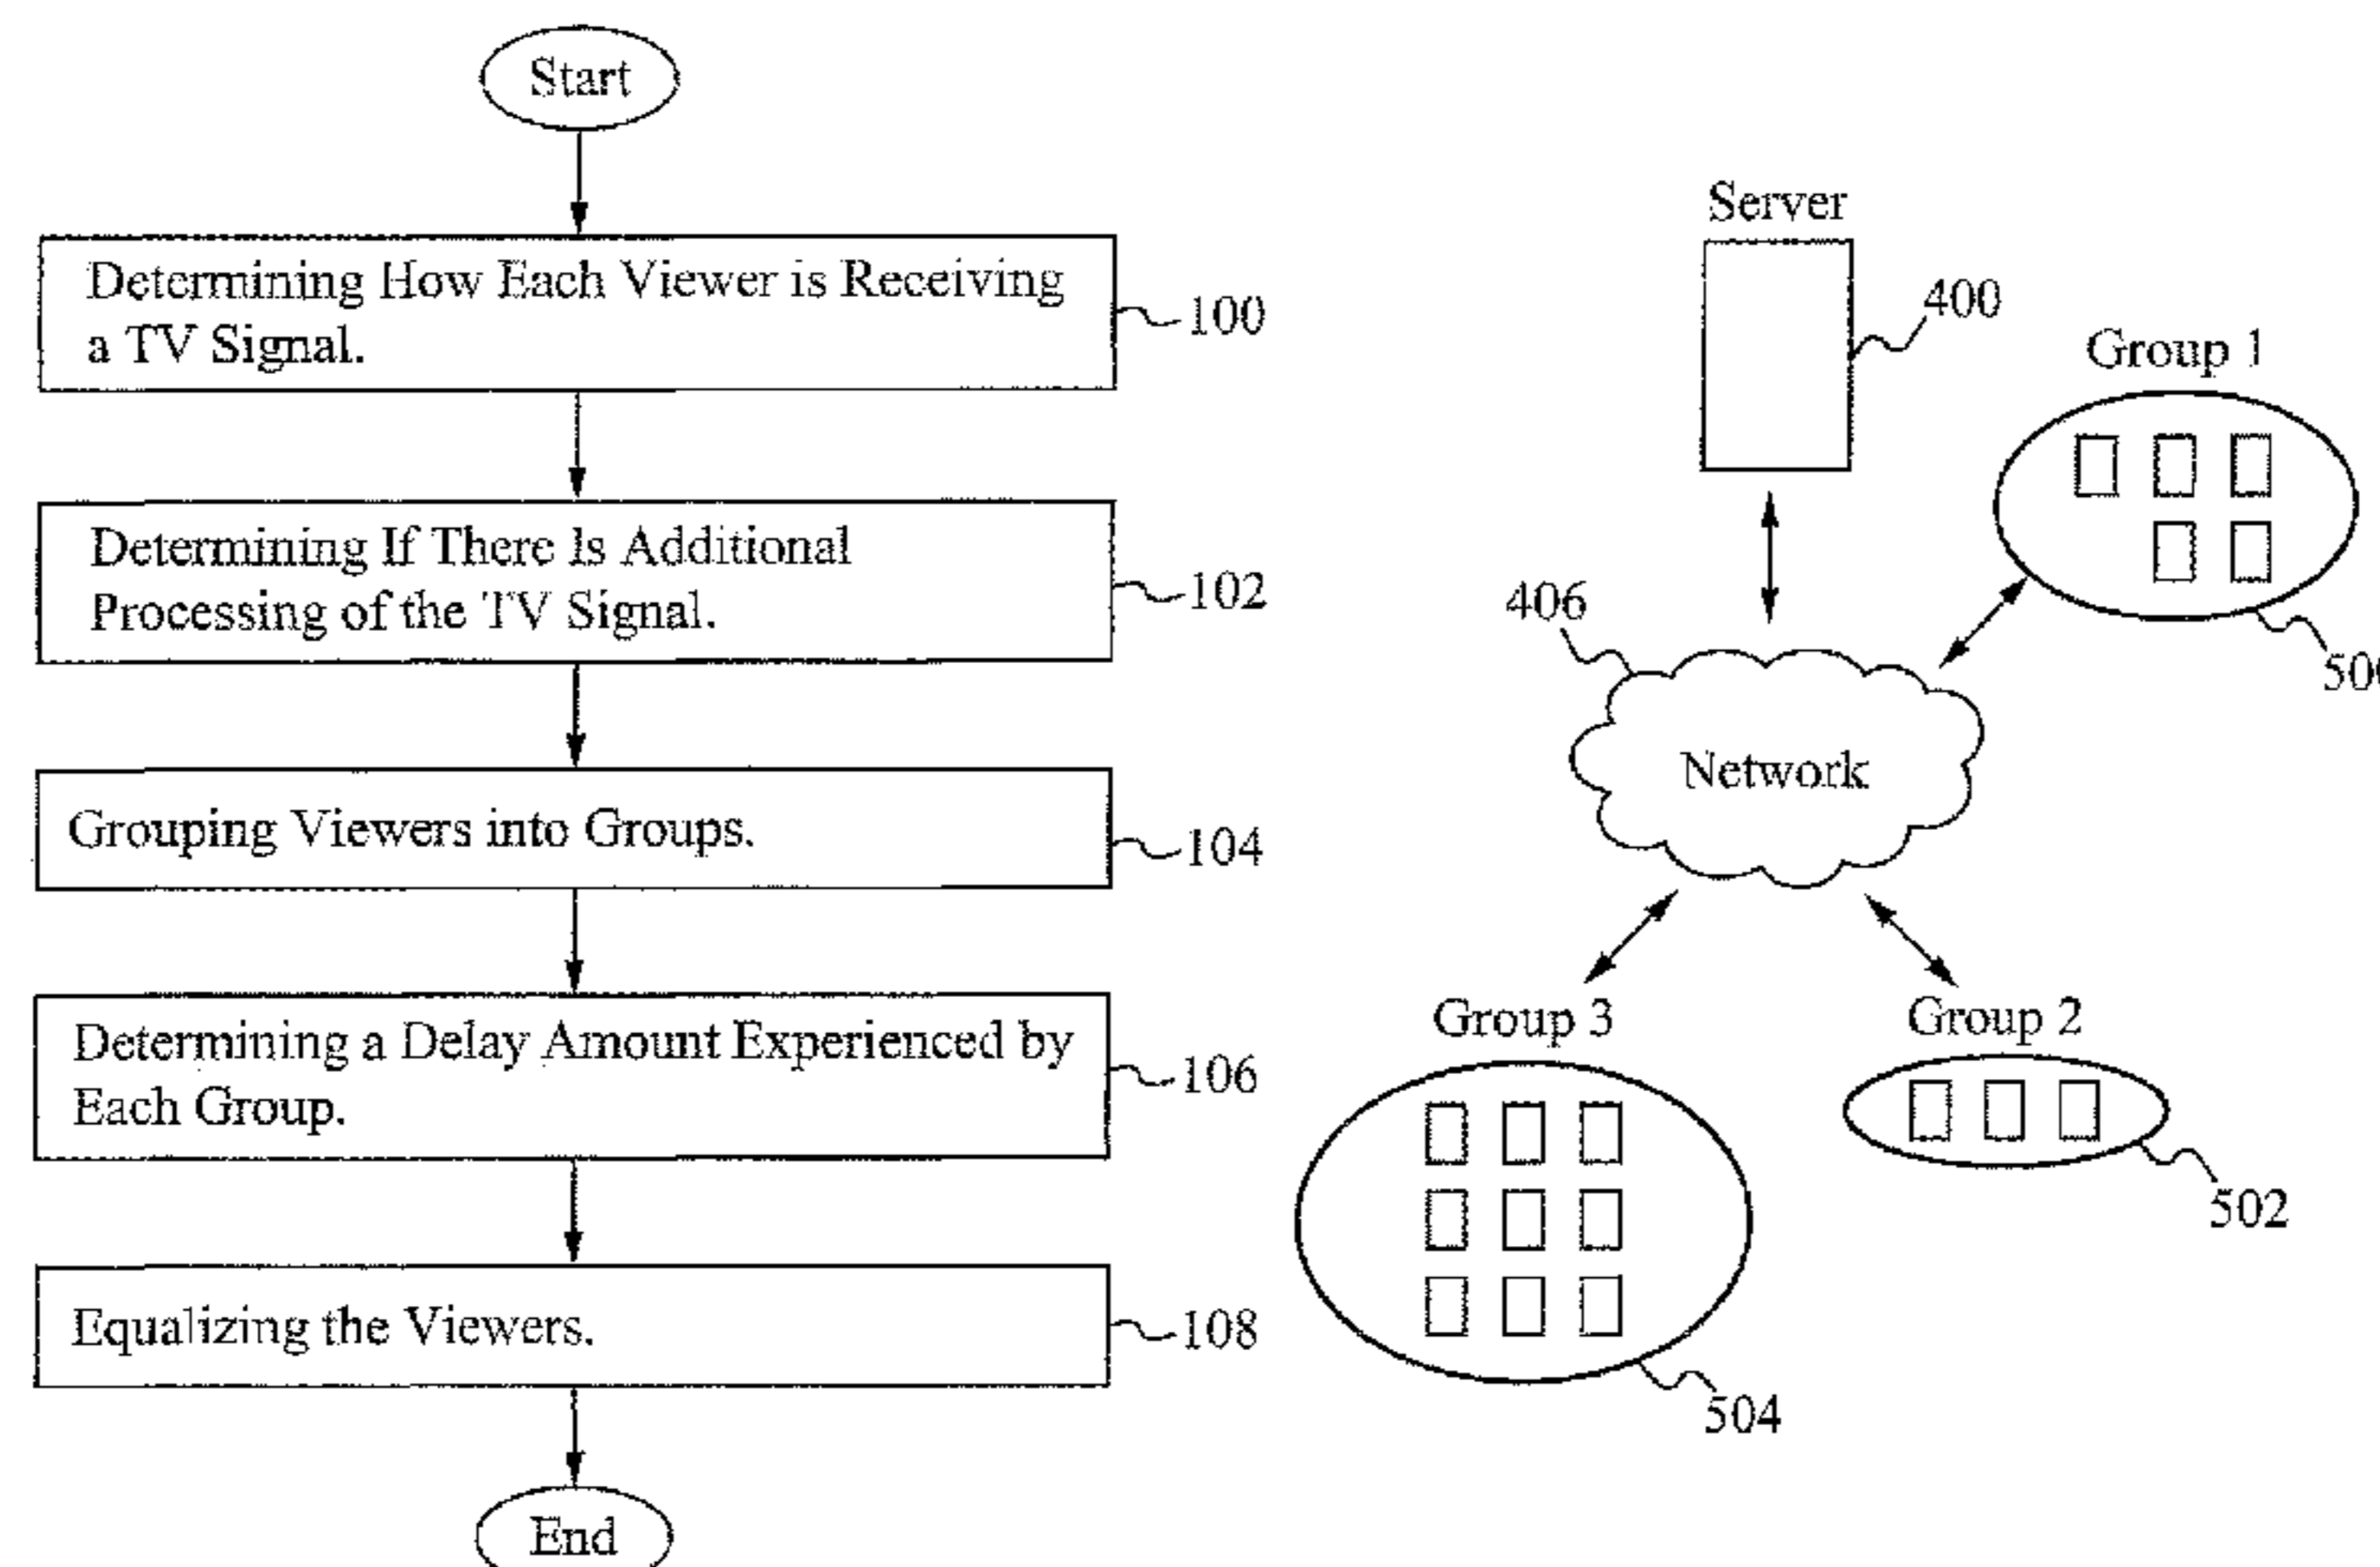 Start
Determining How Each Viewer is Receiving
a TV Signal.
100
Determining If There Is Additional
Processing of the TV Signal.
102
Grouping Viewers into Groups.
104
Determining a Delay Amount Experienced by
Each Group.
106
Equalizing the Viewers.
108
End
Server
400
Group 1
406
Network
Group 3
Group 2
502
504